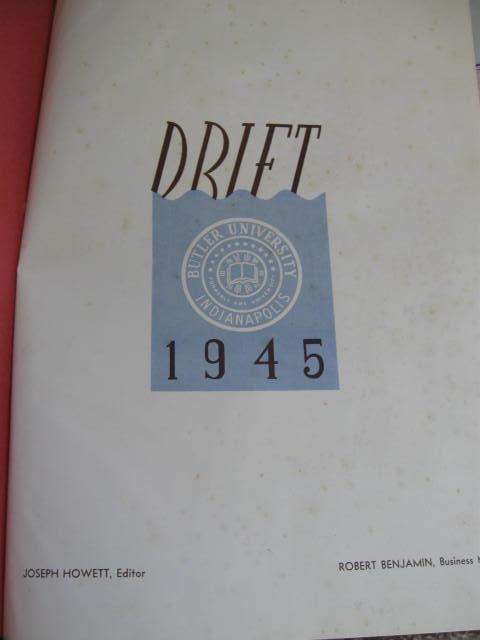 DRIFT
BUTLER UNIVERSITY
INDIANAPOLIS
1945
JOSEPH HOWETT, Editor
ROBERT BENJAMIN, Business